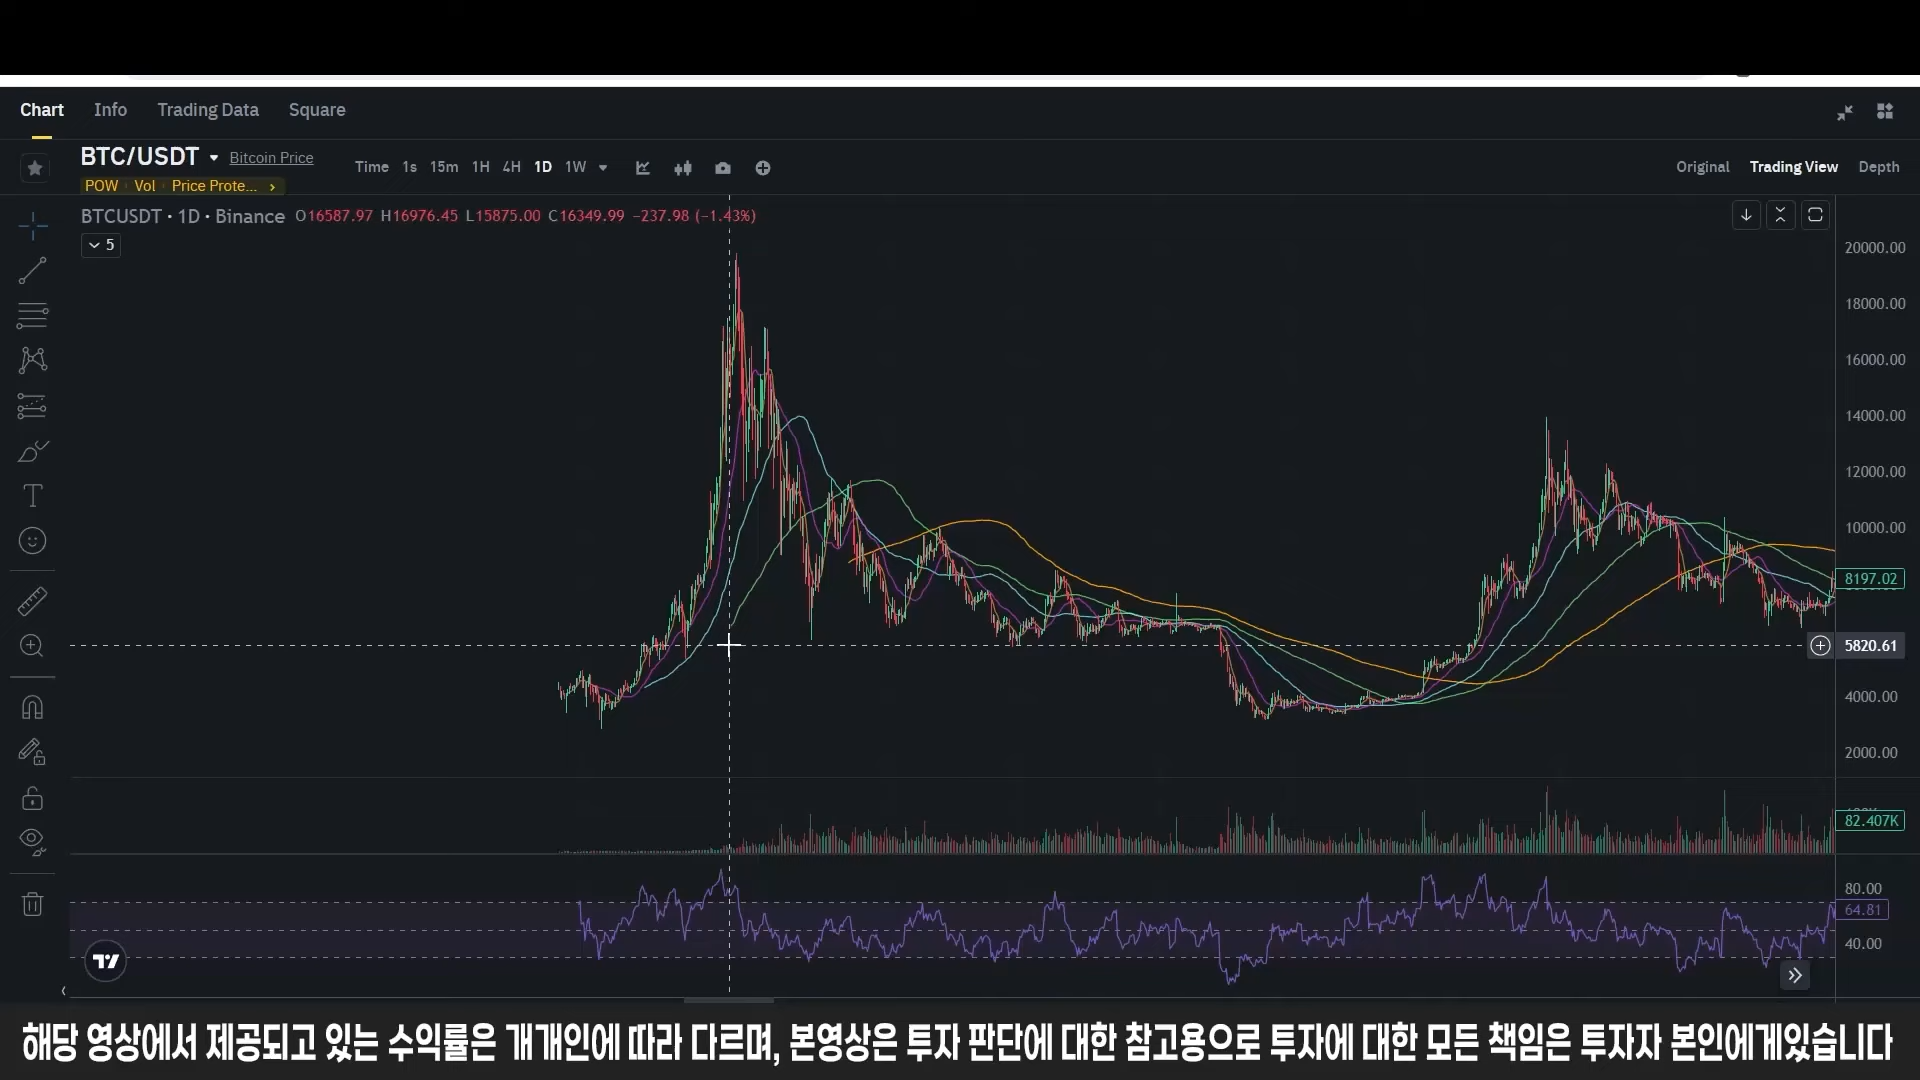 Chart Info Trading Data Square
BTC/USDT Bitcoin Price Time 1s 15m 1H 4H 1D 1W Original Trading View Depth
POW Vol Price Prote... ›
BTCUSDT · 1D · Binance O16587.97 H16976.45 L15875.00 C16349.99 −237.98 (−1.43%)
5
20000.00
18000.00
16000.00
14000.00
12000.00
10000.00
8197.02
5820.61
4000.00
2000.00
82.407K
80.00
64.81
40.00
해당 영상에서 제공되고 있는 수익률은 개개인에 따라 다르며, 본영상은 투자 판단에 대한 참고용으로 투자에 대한 모든 책임은 투자자 본인에게있습니다